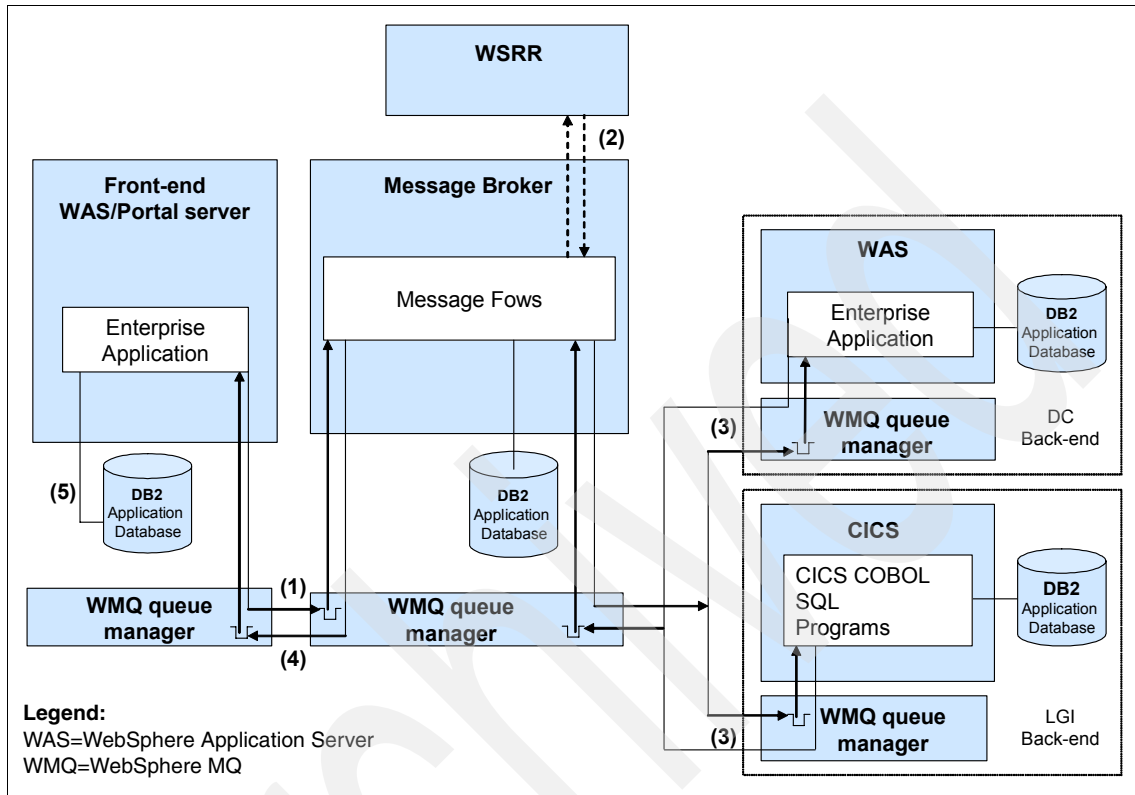 WSRR
(2)
Front-end
WAS/Portal server
Enterprise
Application
(5)
DB2
Application
Database
WMQ queue
manager
(1)
(4)
Message Broker
Message Fows
DB2
Application
Database
WMQ queue
manager
WAS
Enterprise
Application
DB2
Application
Database
(3)
WMQ queue
manager
DC
Back-end
CICS
CICS COBOL
SQL
Programs
DB2
Application
Database
(3)
WMQ queue
manager
LGI
Back-end
Legend:
WAS=WebSphere Application Server
WMQ=WebSphere MQ